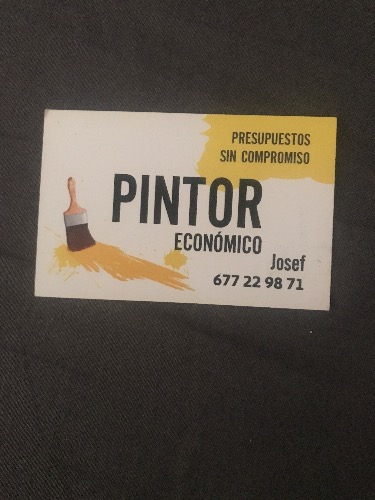 PRESUPUESTOS
SIN COMPROMISO
PINTOR
ECONÓMICO
Josef
677 22 98 71